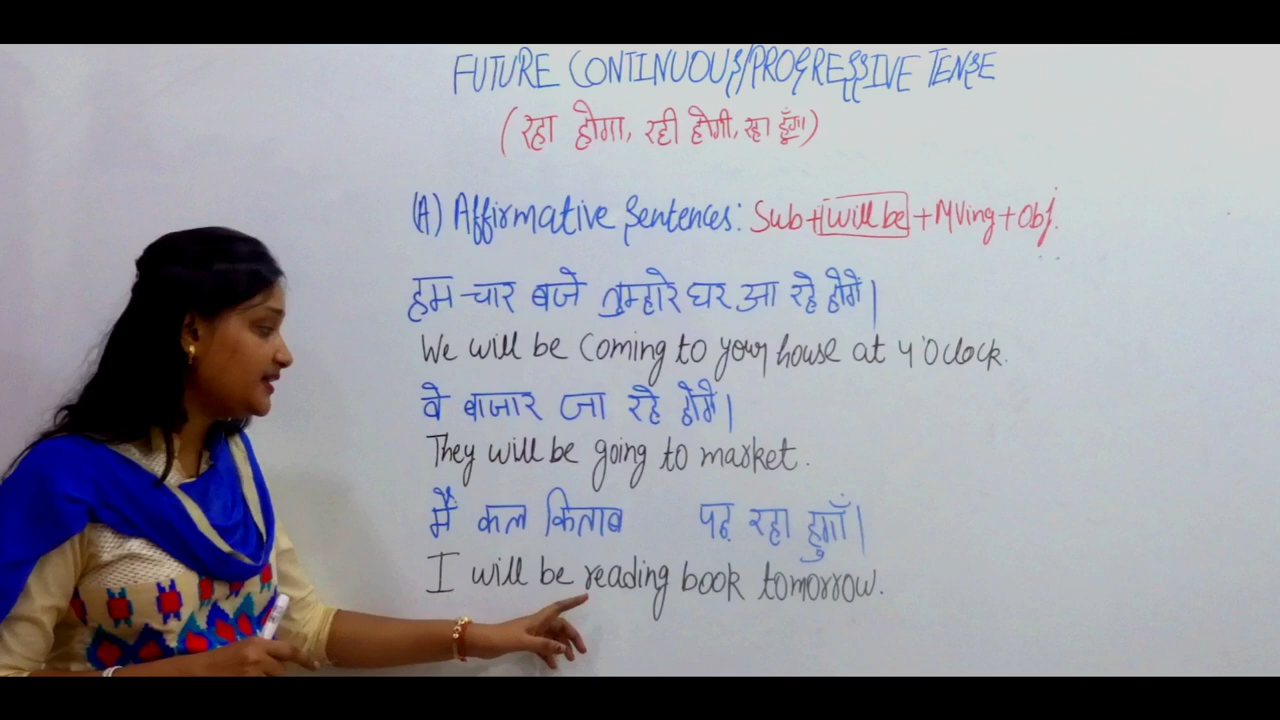 FUTURE CONTINUOUS/PROGRESSIVE TENSE
(रहा होगा, रही होगी, रहा हूँगा)
(A) Affirmative Sentences: Sub+will be+MVing+Obj.
हम चार बजे तुम्हारे घर आ रहे होगें।
We will be Coming to your house at 4'O clock.
वे बाजार जा रहे होगें।
They will be going to market.
मैं कल किताब पढ़ रहा हुगाँ।
I will be reading book tomorrow.